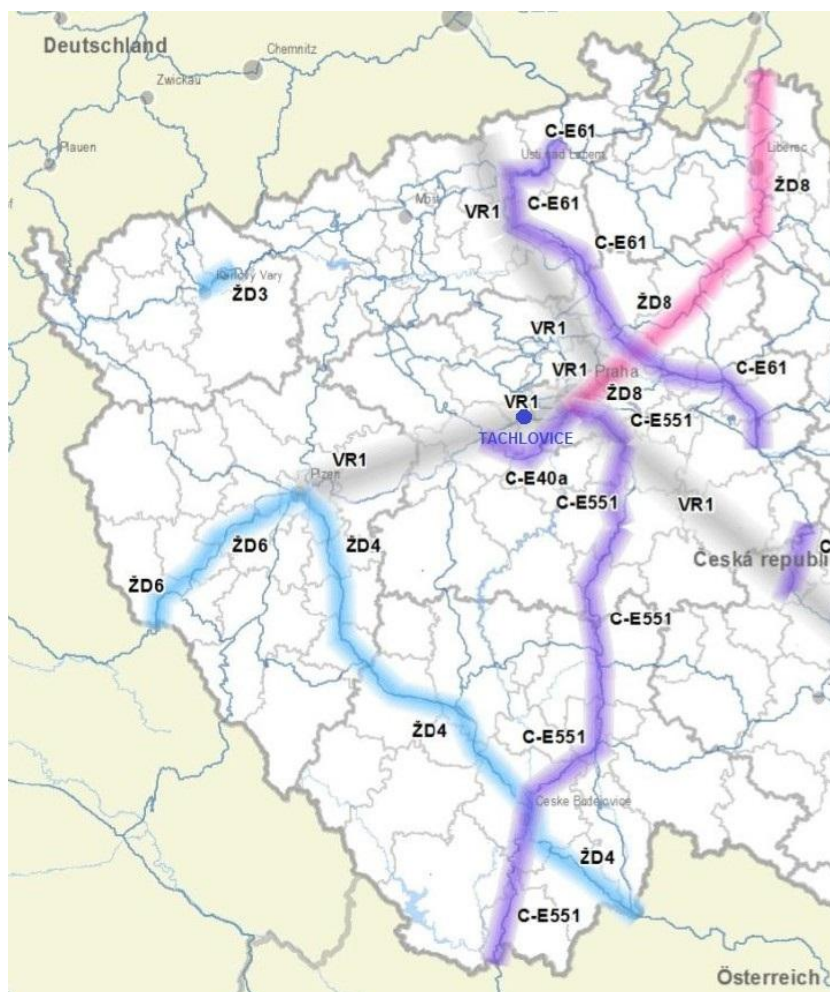 Deutschland
Chemnitz
Zwickau
Plauen
C-E61
Ústí nad Labem
Liberec
ŽD8
Most
VR1
C-E61
C-E61
Karlovy Vary
ŽD3
ŽD8
VR1
VR1
Praha
C-E61
ŽD8
VR1
C-E551
TACHLOVICE
VR1
Plzeň
C-E40a
C-E551
VR1
ŽD6
ŽD4
C
Česká republi
ŽD6
C-E551
ŽD4
C-E551
České Budějovice
ŽD4
C-E551
Österreich